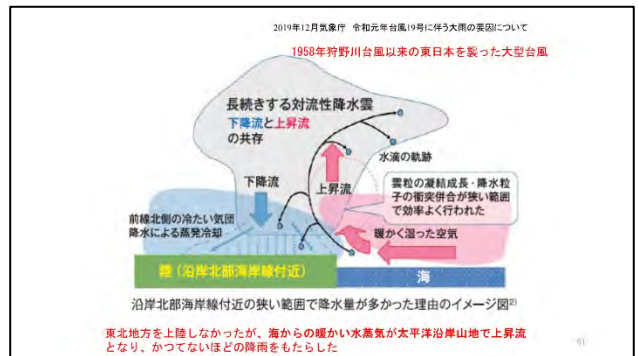 2019年12月気象庁 令和元年台風19号に伴う大雨の要因について
1958年狩野川台風以来の東日本を襲った大型台風
長続きする対流性降水雲
下降流と上昇流
の共存
水滴の軌跡
下降流
上昇流
雲粒の凝結成長・降水粒
子の衝突併合が狭い範囲
で効率よく行われた
前線北側の冷たい気団
降水による蒸発冷却
暖かく湿った空気
陸（沿岸北部海岸線付近）
海
沿岸北部海岸線付近の狭い範囲で降水量が多かった理由のイメージ図2)
東北地方を上陸しなかったが、海からの暖かい水蒸気が太平洋沿岸山地で上昇流
となり、かつてないほどの降雨をもたらした